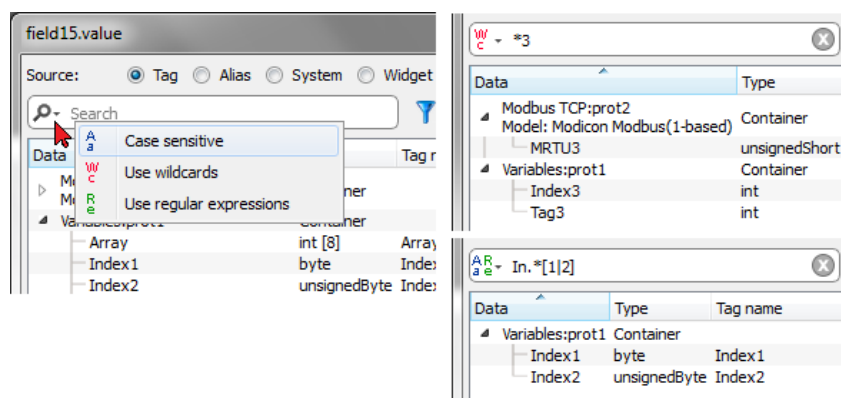 field15.value
Source: Tag Alias System Widget
Search
A a Case sensitive
W c Use wildcards
R e Use regular expressions
Data Tag r
M ner
M
Variables:prot1 Container
Array int [8] Array
Index1 byte Index
Index2 unsignedByte Index
W c *3
Data Type
Modbus TCP:prot2 Container
Model: Modicon Modbus(1-based)
MRTU3 unsignedShort
Variables:prot1 Container
Index3 int
Tag3 int
A a R e In.*[1|2]
Data Type Tag name
Variables:prot1 Container
Index1 byte Index1
Index2 unsignedByte Index2